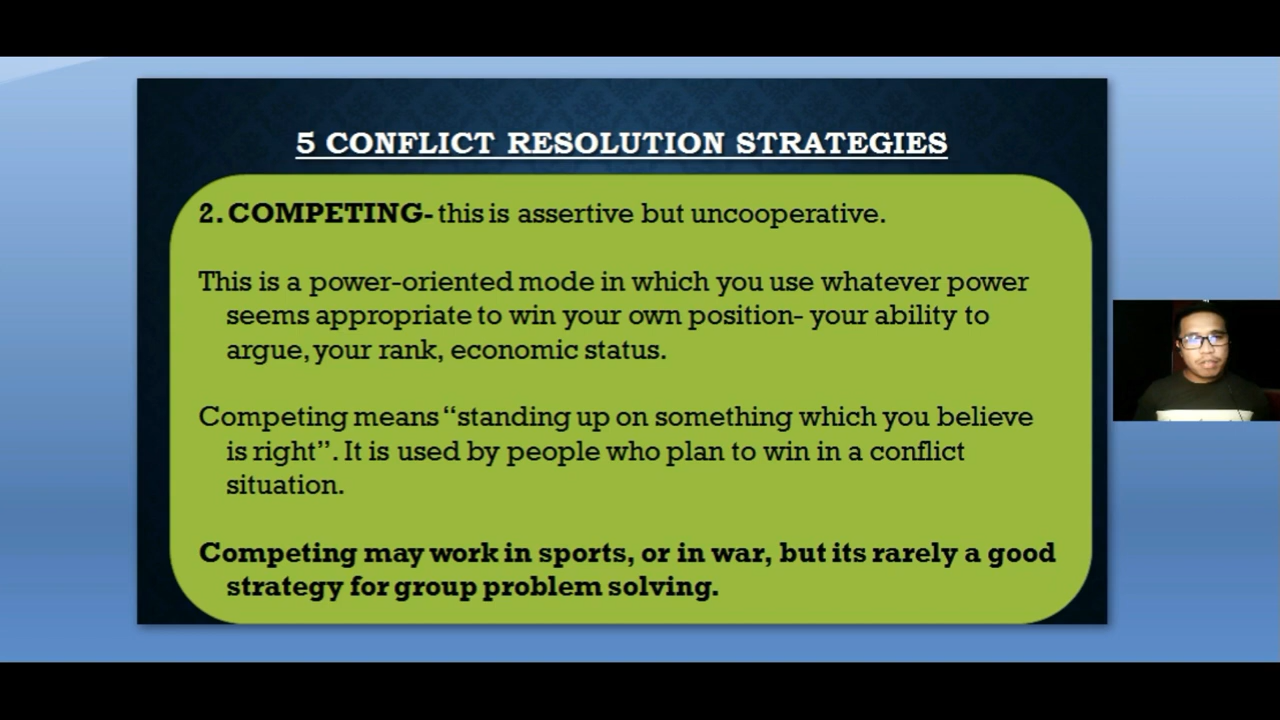 5 CONFLICT RESOLUTION STRATEGIES
2. COMPETING- this is assertive but uncooperative.
This is a power-oriented mode in which you use whatever power
seems appropriate to win your own position- your ability to
argue, your rank, economic status.
Competing means “standing up on something which you believe
is right”. It is used by people who plan to win in a conflict
situation.
Competing may work in sports, or in war, but its rarely a good
strategy for group problem solving.